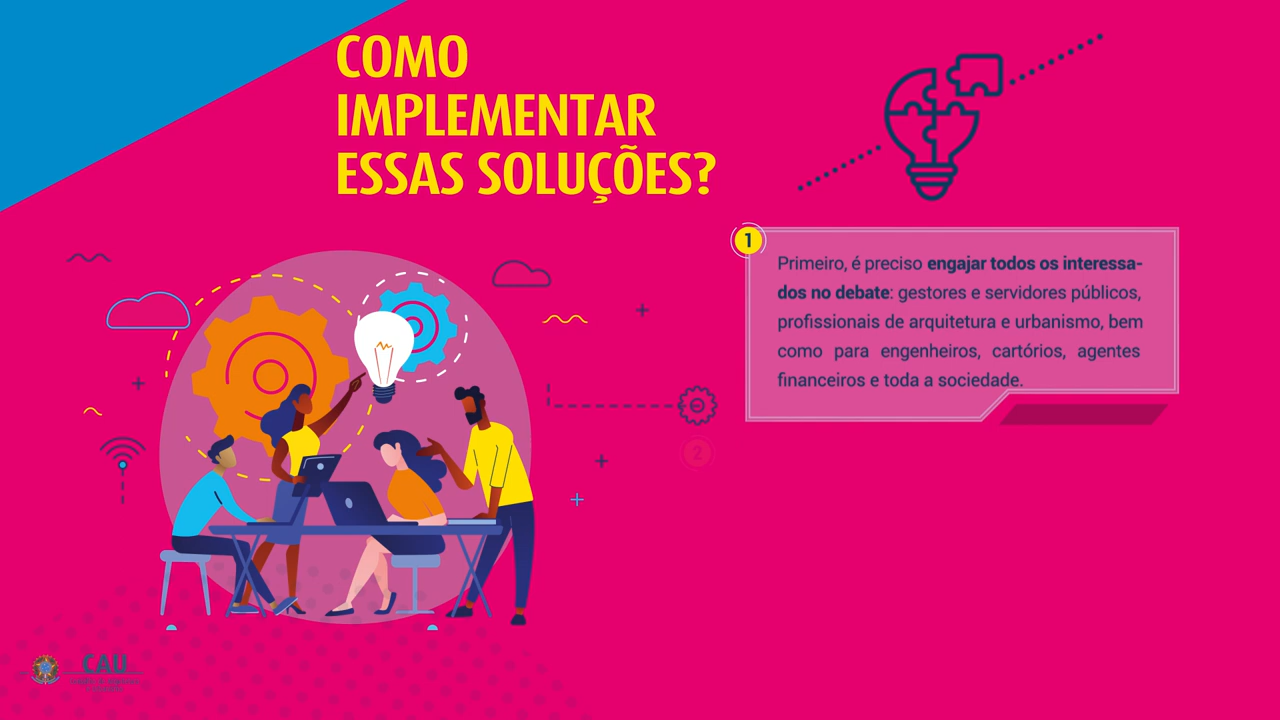 COMO
IMPLEMENTAR
ESSAS SOLUÇÕES?
1
Primeiro, é preciso engajar todos os interessa-
dos no debate: gestores e servidores públicos,
profissionais de arquitetura e urbanismo, bem
como para engenheiros, cartórios, agentes
financeiros e toda a sociedade.
2
CAU